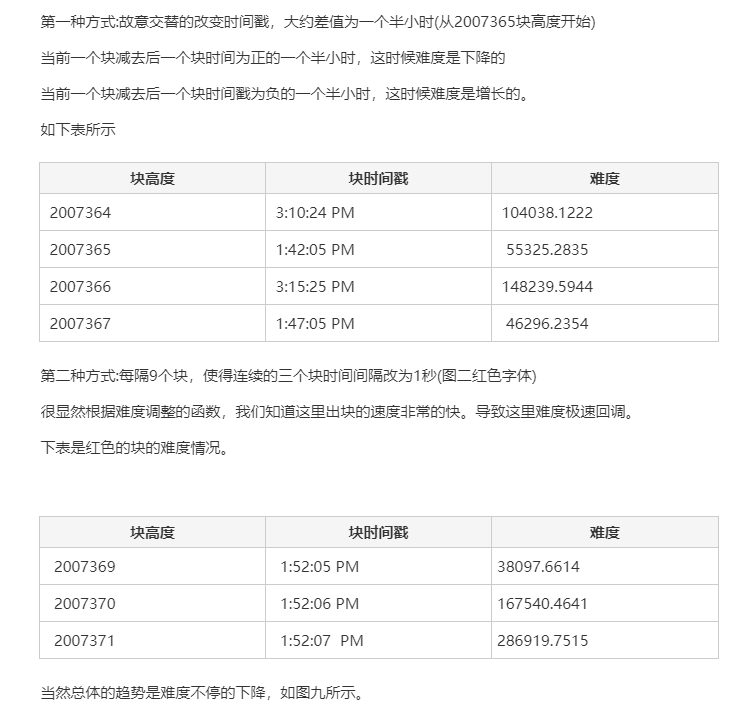 第一种方式:故意交替的改变时间戳，大约差值为一个半小时(从2007365块高度开始)
当前一个块减去后一个块时间为正的一个半小时，这时候难度是下降的
当前一个块减去后一个块时间戳为负的一个半小时，这时候难度是增长的。
如下表所示
块高度 块时间戳 难度
2007364 3:10:24 PM 104038.1222
2007365 1:42:05 PM 55325.2835
2007366 3:15:25 PM 148239.5944
2007367 1:47:05 PM 46296.2354
第二种方式:每隔9个块，使得连续的三个块时间间隔改为1秒(图二红色字体)
很显然根据难度调整的函数，我们知道这里出块的速度非常的快。导致这里难度极速回调。
下表是红色的块的难度情况。
块高度 块时间戳 难度
2007369 1:52:05 PM 38097.6614
2007370 1:52:06 PM 167540.4641
2007371 1:52:07 PM 286919.7515
当然总体的趋势是难度不停的下降，如图九所示。